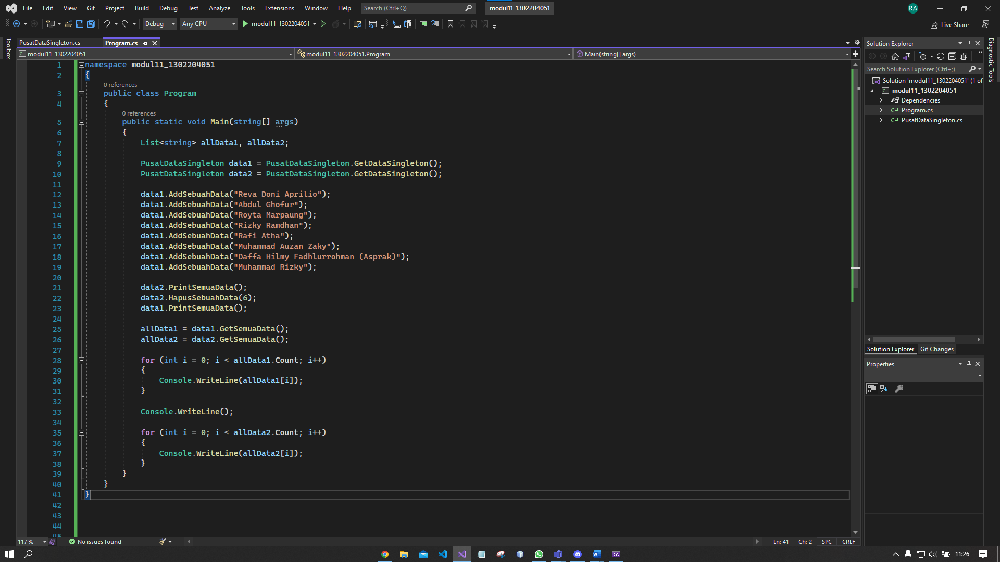 File Edit View Git Project Build Debug Test Analyze Tools Extensions Window Help Search (Ctrl+Q) modul11_1302204051 RA
Debug Any CPU modul11_1302204051 Live Share
Toolbox
PusatDataSingleton.cs Program.cs
modul11_1302204051 modul11_1302204051.Program Main(string[] args)
1 namespace modul11_1302204051
2 {
0 references
3 public class Program
4 {
0 references
5 public static void Main(string[] args)
6 {
7 List<string> allData1, allData2;
8
9 PusatDataSingleton data1 = PusatDataSingleton.GetDataSingleton();
10 PusatDataSingleton data2 = PusatDataSingleton.GetDataSingleton();
11
12 data1.AddSebuahData("Reva Doni Aprilio");
13 data1.AddSebuahData("Abdul Ghofur");
14 data1.AddSebuahData("Royta Marpaung");
15 data1.AddSebuahData("Rizky Ramdhan");
16 data1.AddSebuahData("Rafi Atha");
17 data1.AddSebuahData("Muhammad Auzan Zaky");
18 data1.AddSebuahData("Daffa Hilmy Fadhlurrohman (Asprak)");
19 data1.AddSebuahData("Muhammad Rizky");
20
21 data2.PrintSemuaData();
22 data2.HapusSebuahData(6);
23 data1.PrintSemuaData();
24
25 allData1 = data1.GetSemuaData();
26 allData2 = data2.GetSemuaData();
27
28 for (int i = 0; i < allData1.Count; i++)
29 {
30 Console.WriteLine(allData1[i]);
31 }
32
33 Console.WriteLine();
34
35 for (int i = 0; i < allData2.Count; i++)
36 {
37 Console.WriteLine(allData2[i]);
38 }
39 }
40 }
41 }
42
43
44
45
117 % No issues found Ln: 41 Ch: 2 SPC CRLF
Solution Explorer
Search Solution Explorer (Ctrl+;)
Solution 'modul11_1302204051' (1 of
modul11_1302204051
Dependencies
C# Program.cs
C# PusatDataSingleton.cs
Solution Explorer Git Changes
Properties
Diagnostic Tools
11:26